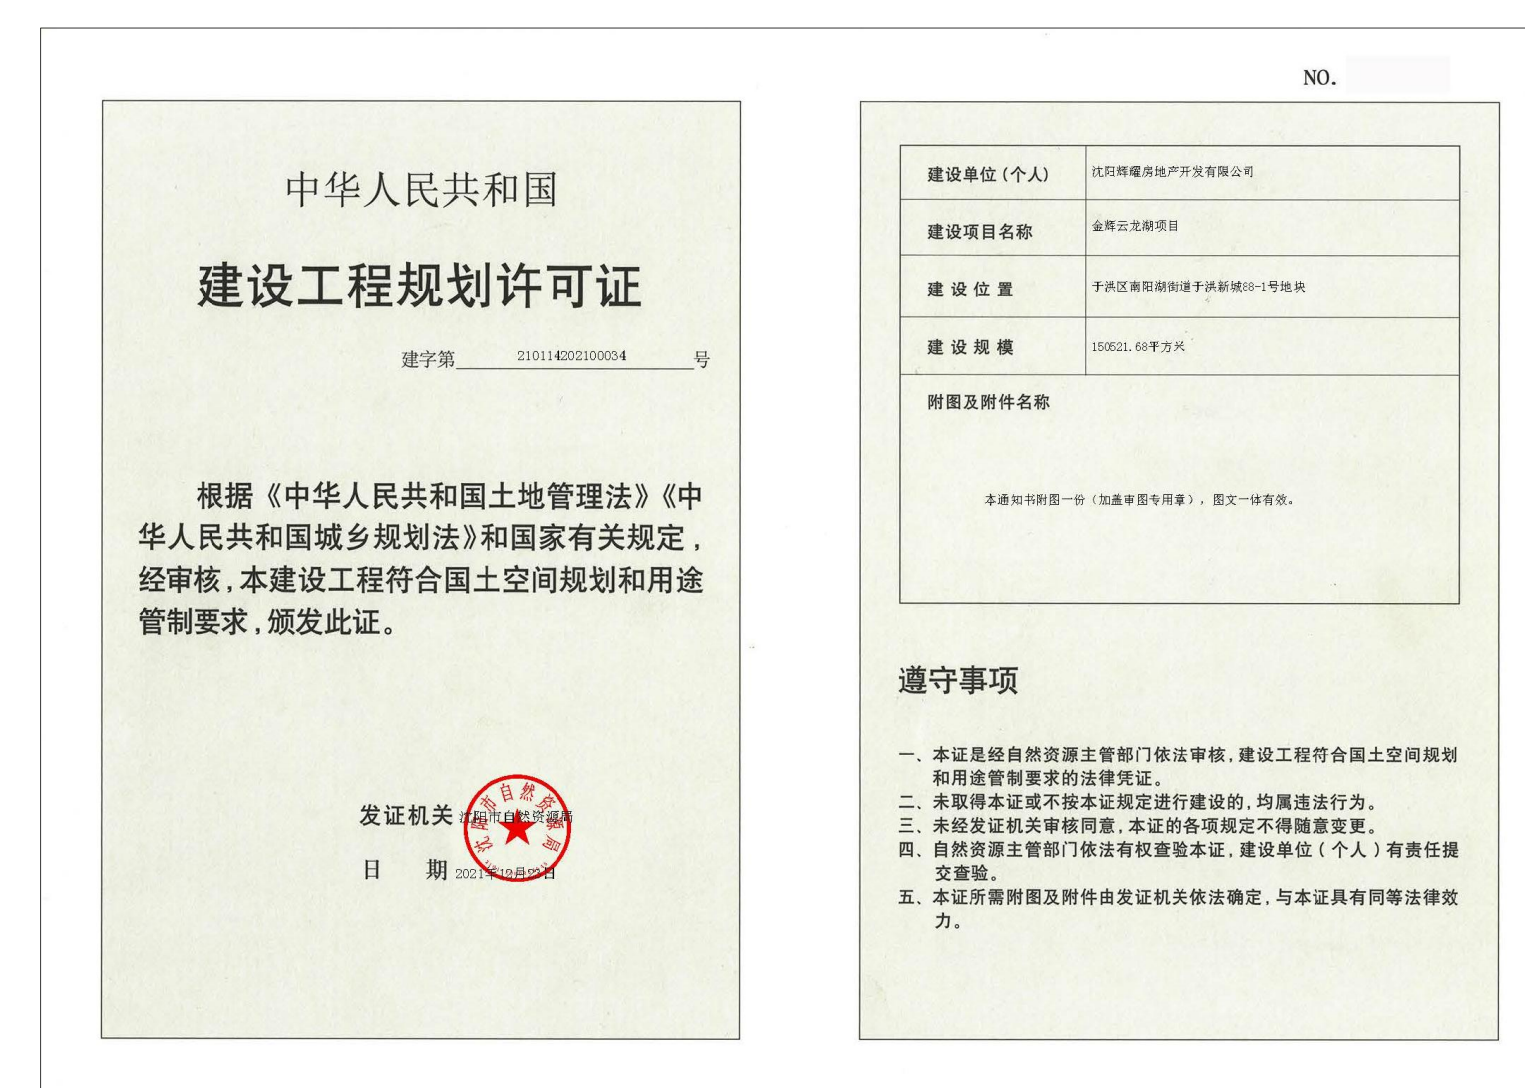 中华人民共和国
建设工程规划许可证
建字第 210114202100034 号
根据《中华人民共和国土地管理法》《中
华人民共和国城乡规划法》和国家有关规定，
经审核，本建设工程符合国土空间规划和用途
管制要求，颁发此证。
发证机关 沈阳市自然资源局
沈阳市自然资源局
日 期 2021年12月23日
NO.
建设单位(个人) 沈阳辉耀房地产开发有限公司
建设项目名称 金辉云龙湖项目
建设位置 于洪区南阳湖街道于洪新城88-1号地块
建设规模 150521.68平方米
附图及附件名称
本通知书附图一份（加盖审图专用章），图文一体有效。
遵守事项
一、本证是经自然资源主管部门依法审核，建设工程符合国土空间规划
和用途管制要求的法律凭证。
二、未取得本证或不按本证规定进行建设的，均属违法行为。
三、未经发证机关审核同意，本证的各项规定不得随意变更。
四、自然资源主管部门依法有权查验本证，建设单位（个人）有责任提
交查验。
五、本证所需附图及附件由发证机关依法确定，与本证具有同等法律效
力。